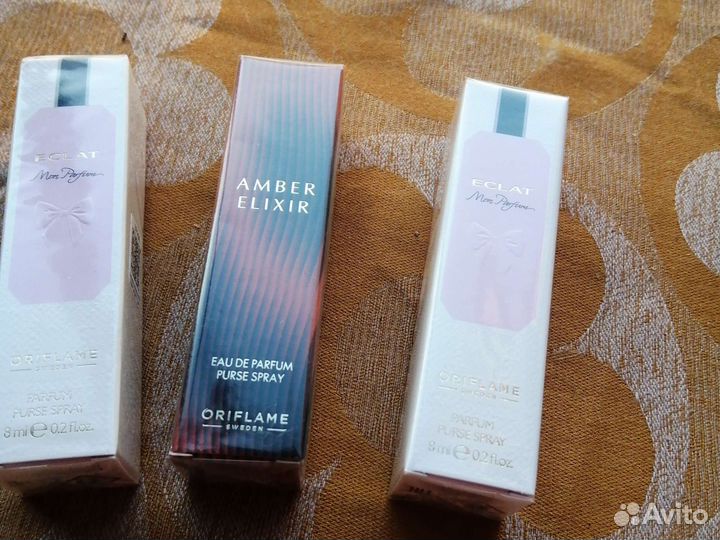 ECLAT
Mon Parfum
ORIFLAME
SWEDEN
PARFUM
PURSE SPRAY
8 ml e 0.2 fl.oz.
AMBER
ELIXIR
EAU DE PARFUM
PURSE SPRAY
ORIFLAME
SWEDEN
ECLAT
Mon Parfum
ORIFLAME
SWEDEN
PARFUM
PURSE SPRAY
8 ml e 0.2 fl.oz.
Avito